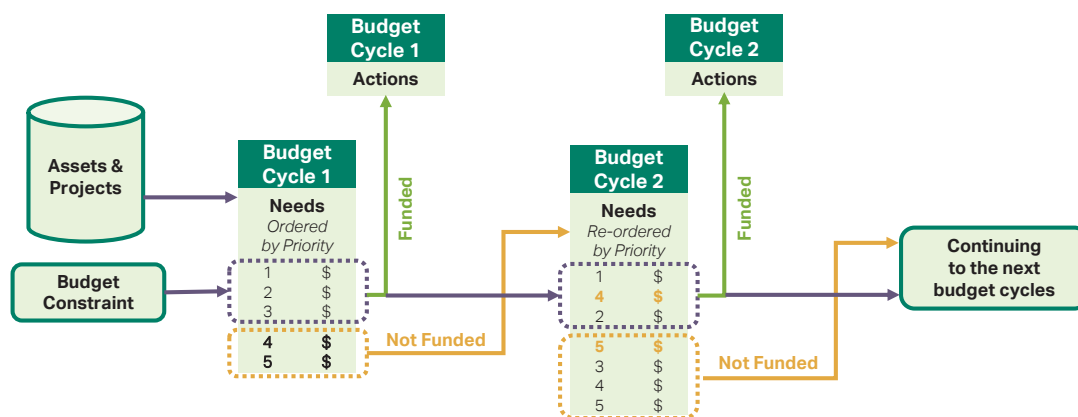 Budget
Cycle 1
Actions
Budget
Cycle 2
Actions
Assets &
Projects
Budget
Constraint
Budget
Cycle 1
Needs
Ordered
by Priority
1 $
2 $
3 $
4 $
5 $
Funded
Not Funded
Budget
Cycle 2
Needs
Re-ordered
by Priority
1 $
4 $
2 $
5 $
3 $
4 $
5 $
Funded
Not Funded
Continuing
to the next
budget cycles